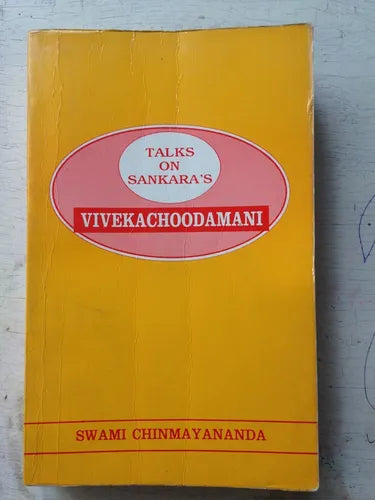 TALKS
ON
SANKARA'S
VIVEKACHOODAMANI
SWAMI CHINMAYANANDA